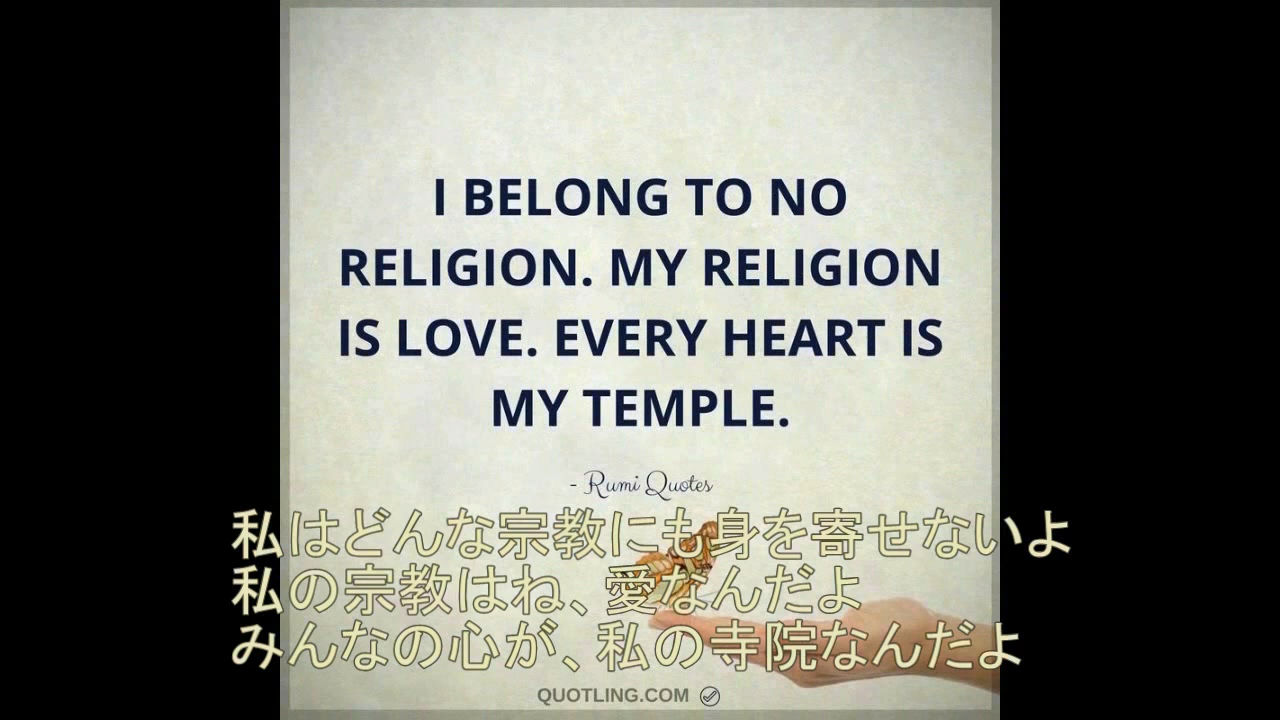 I BELONG TO NO
RELIGION. MY RELIGION
IS LOVE. EVERY HEART IS
MY TEMPLE.
- Rumi Quotes
私はどんな宗教にも身を寄せないよ
私の宗教はね、愛なんだよ
みんなの心が、私の寺院なんだよ
QUOTLING.COM